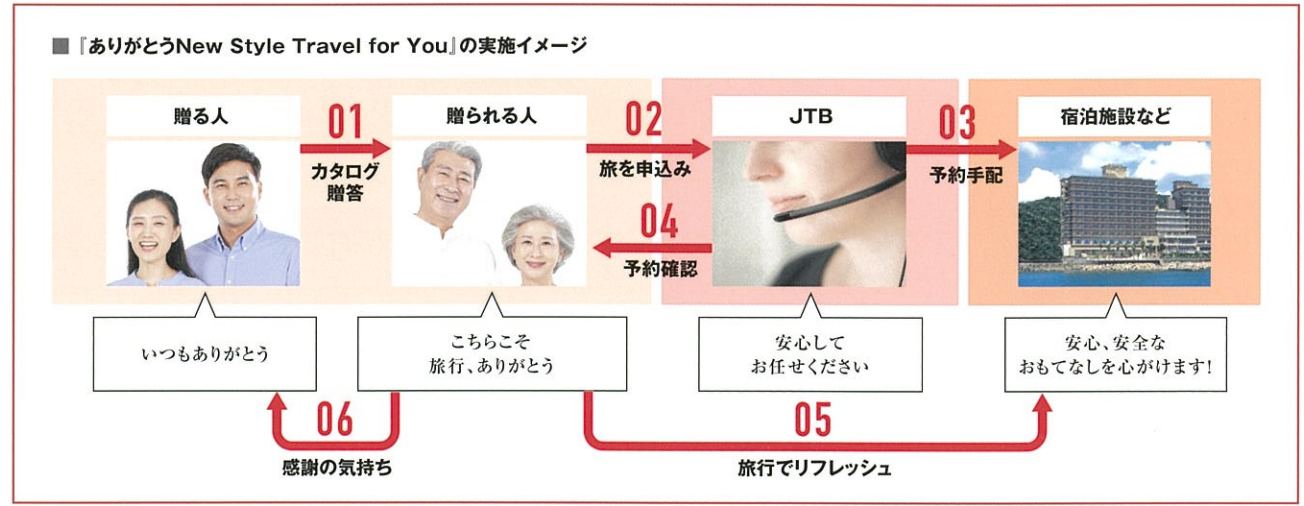 ■『ありがとうNew Style Travel for You』の実施イメージ
贈る人
01
カタログ
贈答
贈られる人
02
旅を申込み
04
予約確認
JTB
03
予約手配
宿泊施設など
いつもありがとう
こちらこそ
旅行、ありがとう
安心して
お任せください
安心、安全な
おもてなしを心がけます!
06
感謝の気持ち
05
旅行でリフレッシュ